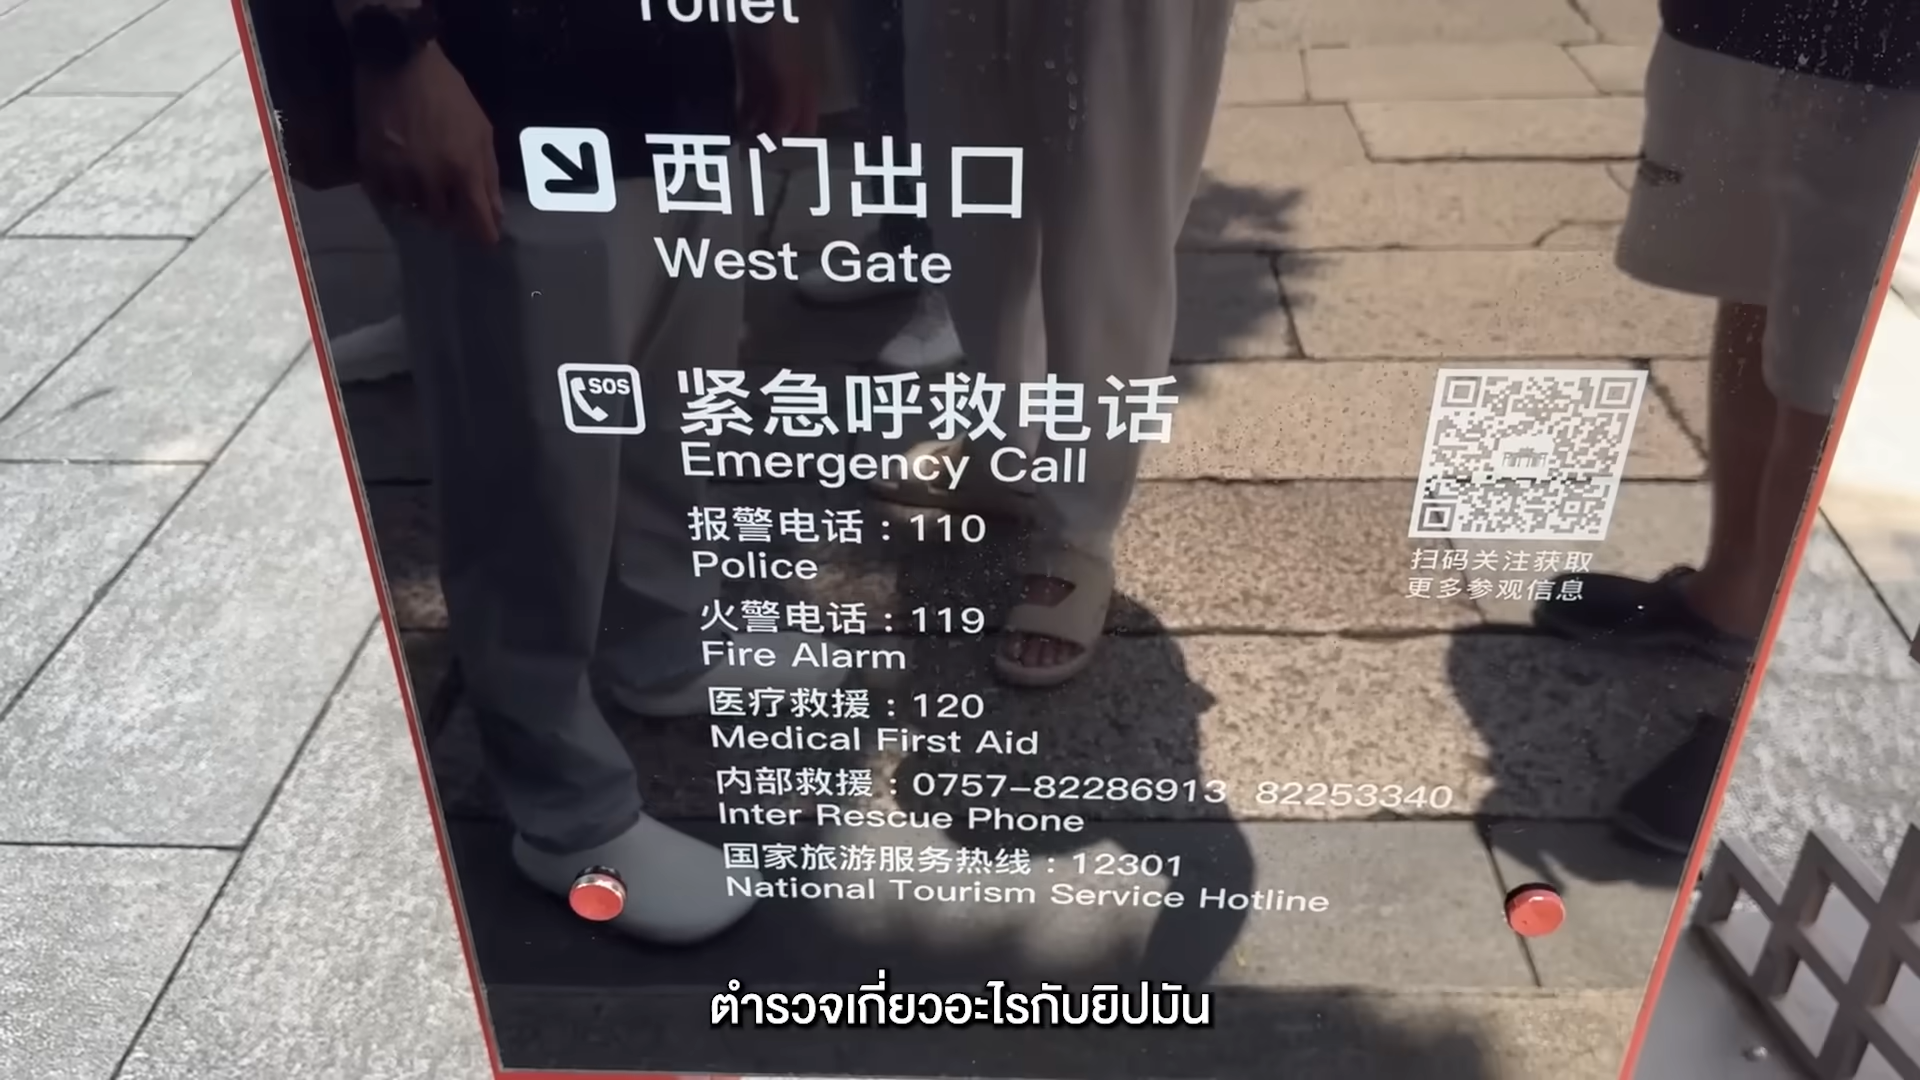 Toilet
西门出口
West Gate
SOS
紧急呼救电话
Emergency Call
报警电话：110
Police
火警电话：119
Fire Alarm
医疗救援：120
Medical First Aid
内部救援：0757-82286913 82253340
Inter Rescue Phone
国家旅游服务热线：12301
National Tourism Service Hotline
扫码关注获取
更多参观信息
ตำรวจเกี่ยวอะไรกับยิปมัน